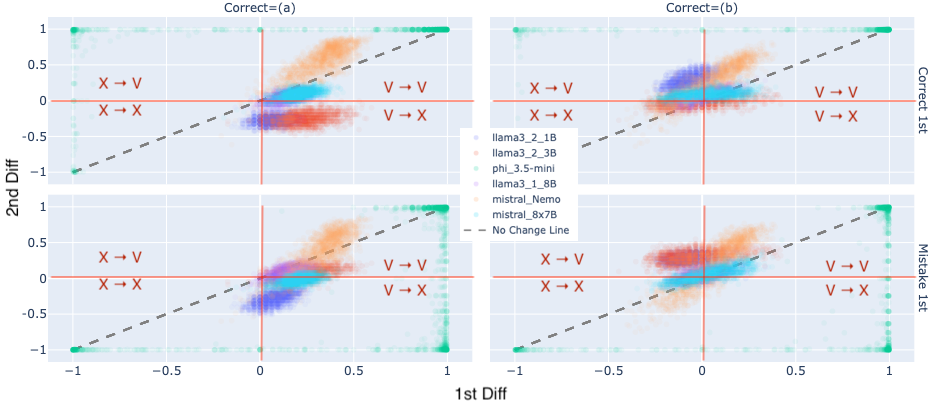 Correct=(a)
Correct=(b)
1
0.5
0
−0.5
−1
X → V
V → V
X → X
V → X
X → V
V → V
X → X
V → X
Correct 1st
2nd Diff
llama3_2_1B
llama3_2_3B
phi_3.5-mini
llama3_1_8B
mistral_Nemo
mistral_8x7B
No Change Line
1
0.5
0
−0.5
−1
X → V
V → V
X → X
V → X
X → V
V → V
X → X
V → X
Mistake 1st
−1
−0.5
0
0.5
1
−1
−0.5
0
0.5
1
1st Diff